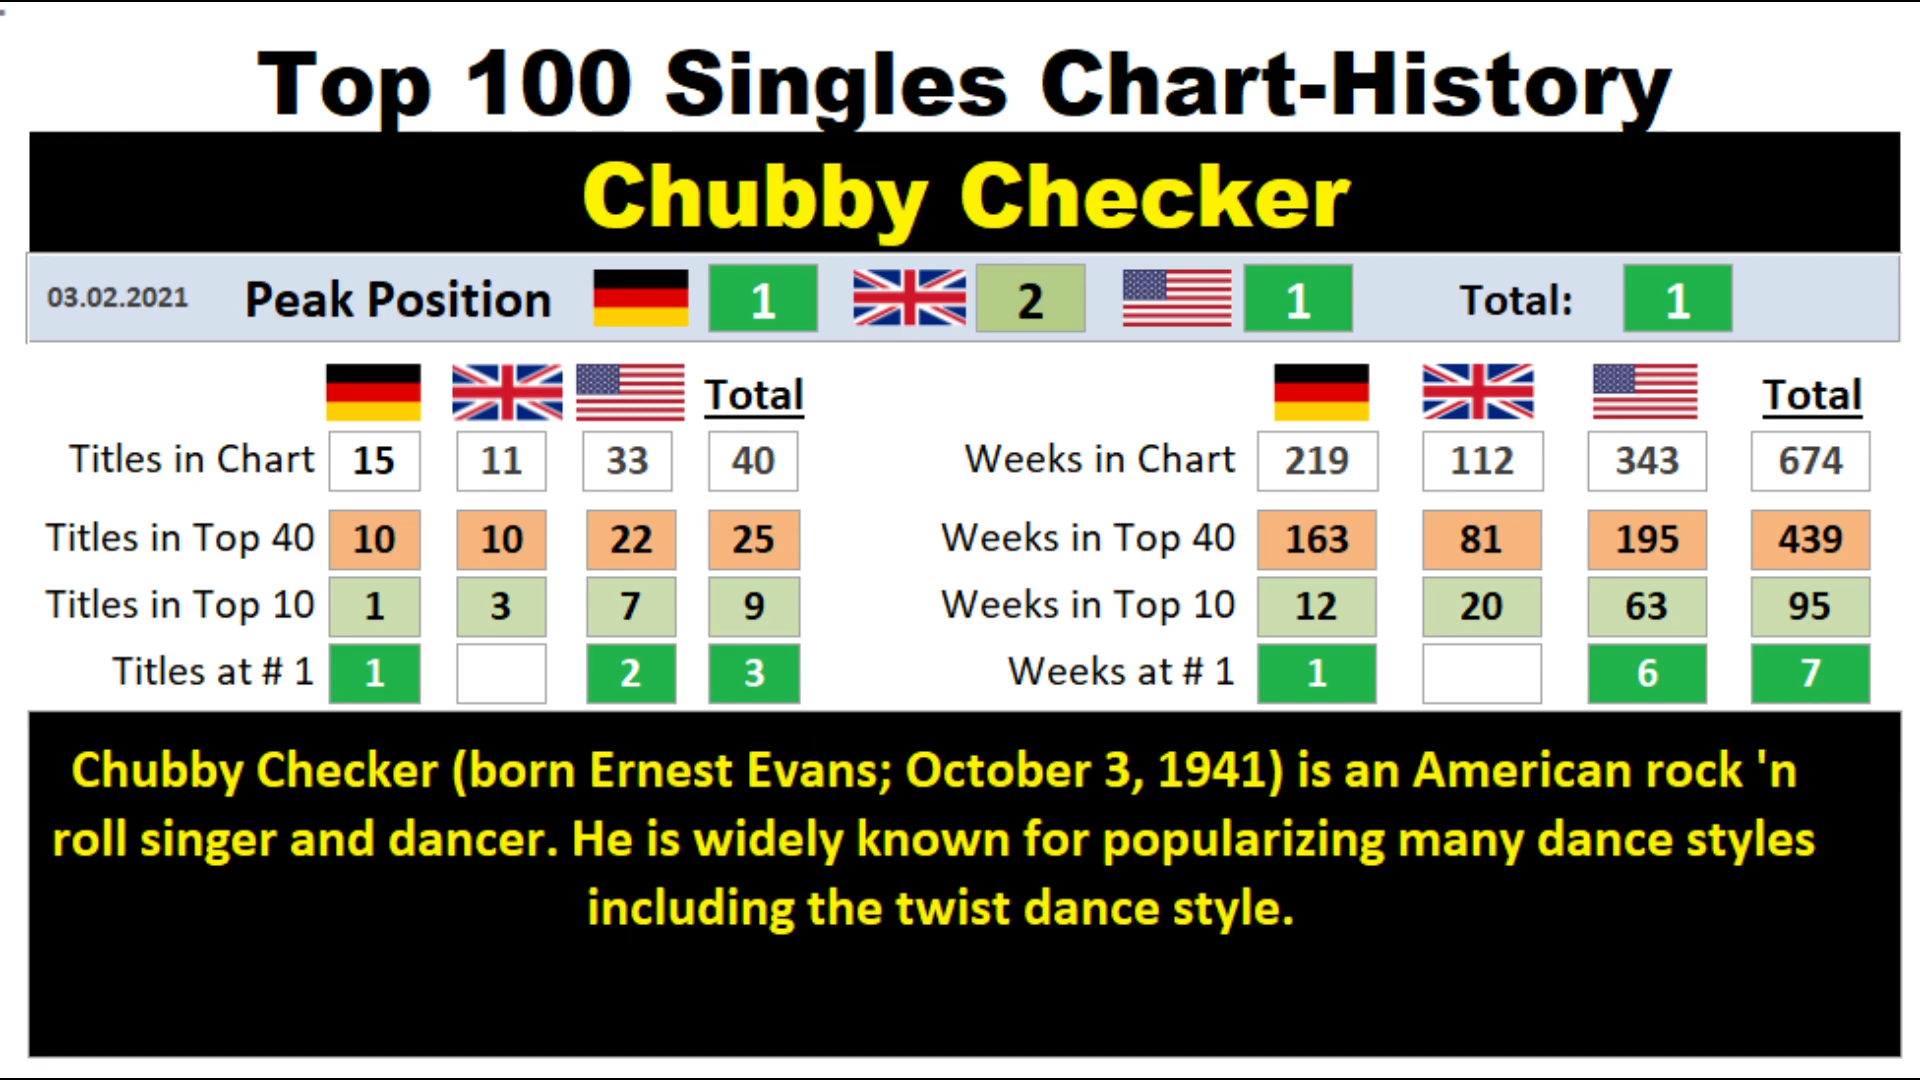 Top 100 Singles Chart-History
Chubby Checker
03.02.2021 Peak Position 1 2 1 Total: 1
Total Total
Titles in Chart 15 11 33 40 Weeks in Chart 219 112 343 674
Titles in Top 40 10 10 22 25 Weeks in Top 40 163 81 195 439
Titles in Top 10 1 3 7 9 Weeks in Top 10 12 20 63 95
Titles at # 1 1 2 3 Weeks at # 1 1 6 7
Chubby Checker (born Ernest Evans; October 3, 1941) is an American rock 'n
roll singer and dancer. He is widely known for popularizing many dance styles
including the twist dance style.